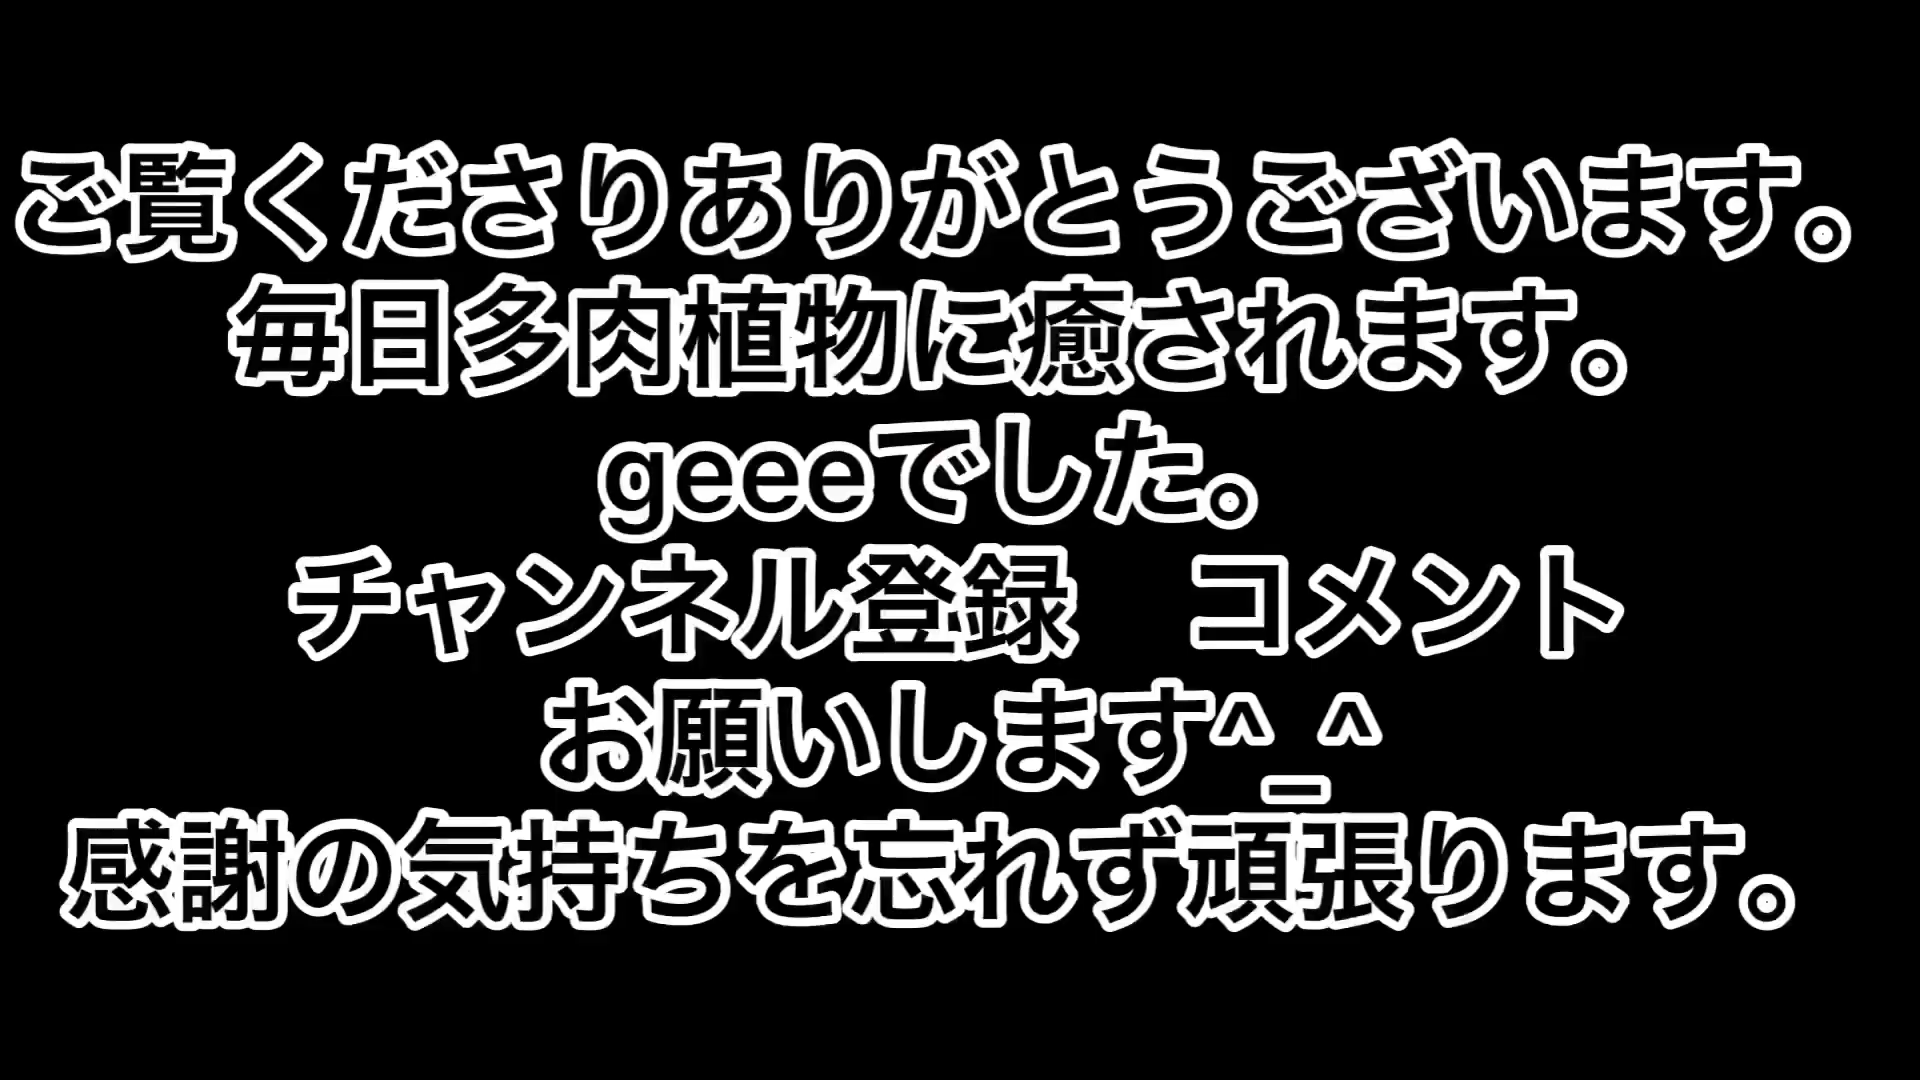 ご覧くださりありがとうございます。
毎日多肉植物に癒されます。
geeeでした。
チャンネル登録　コメント
お願いします^_^
感謝の気持ちを忘れず頑張ります。